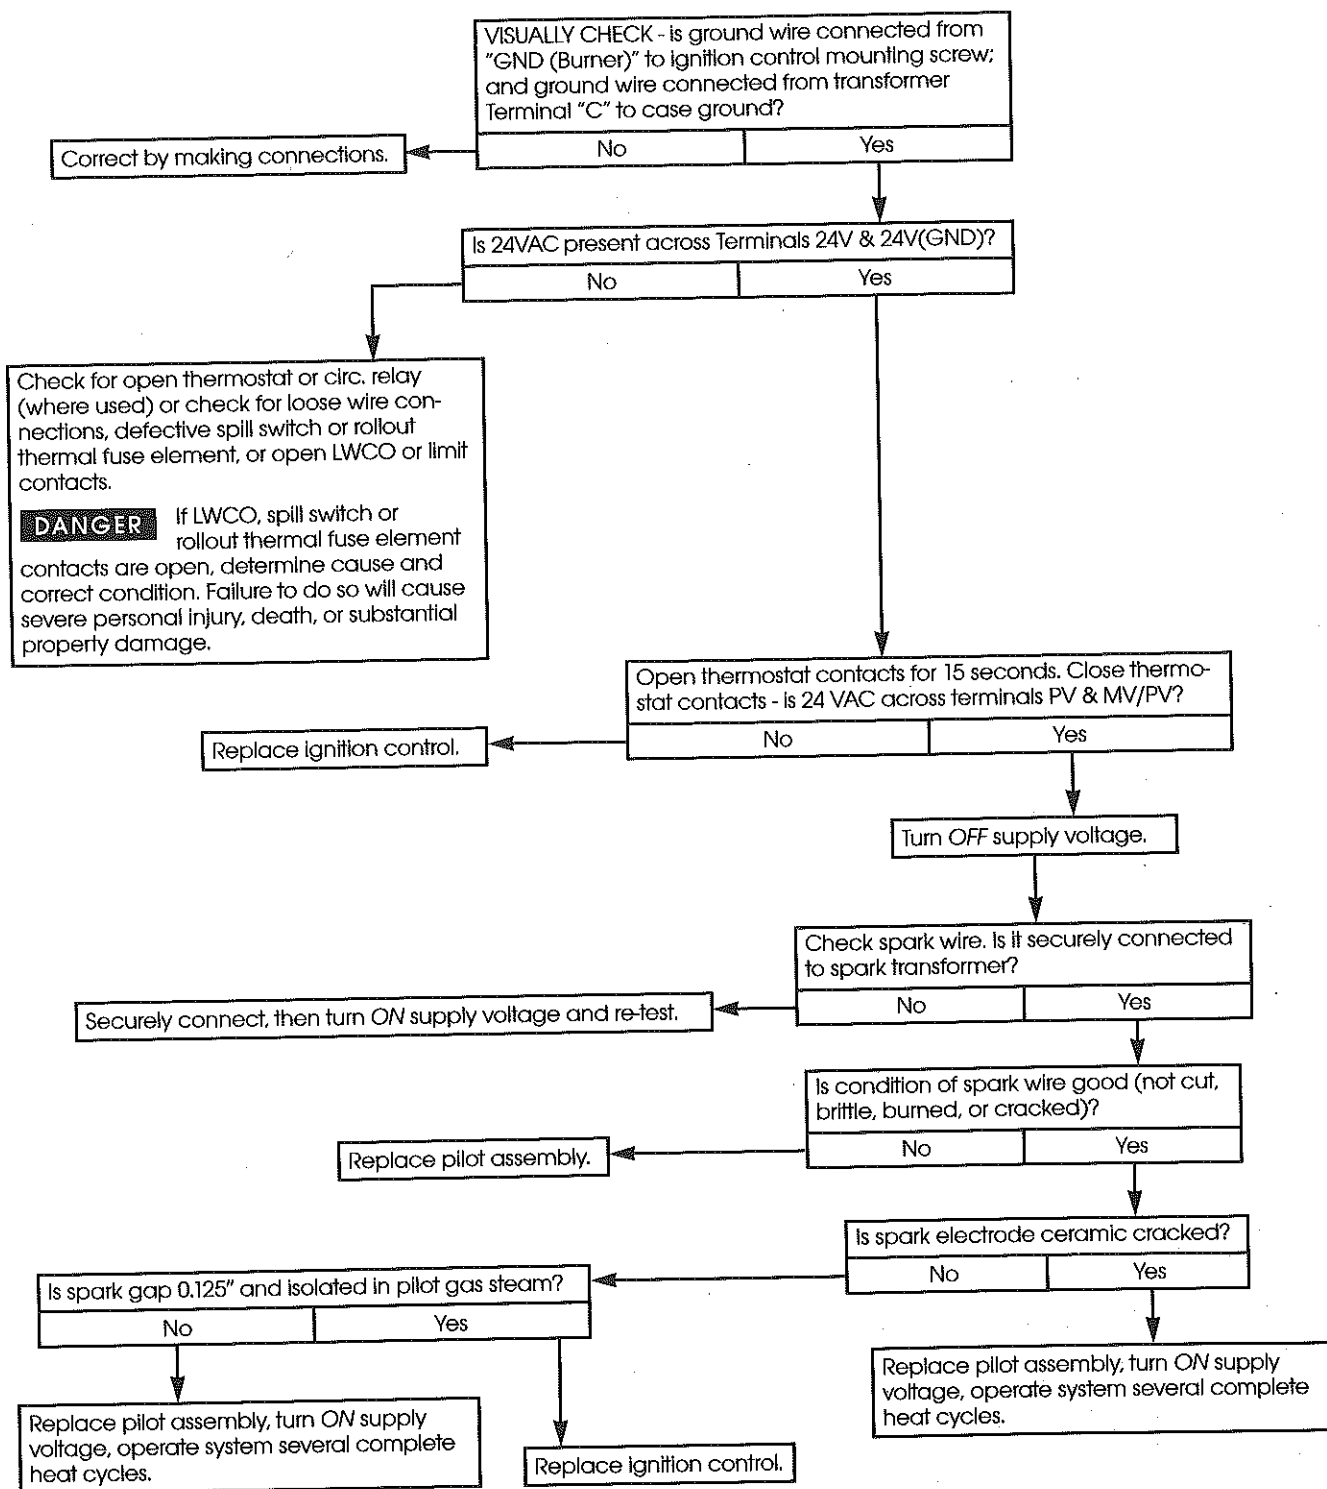 VISUALLY CHECK - is ground wire connected from
"GND (Burner)" to ignition control mounting screw;
and ground wire connected from transformer
Terminal "C" to case ground?
No
Yes
Correct by making connections.
Is 24VAC present across Terminals 24V & 24V(GND)?
No
Yes
Check for open thermostat or circ. relay
(where used) or check for loose wire con-
nections, defective spill switch or rollout
thermal fuse element, or open LWCO or limit
contacts.
DANGER If LWCO, spill switch or
rollout thermal fuse element
contacts are open, determine cause and
correct condition. Failure to do so will cause
severe personal injury, death, or substantial
property damage.
Open thermostat contacts for 15 seconds. Close thermo-
stat contacts - is 24 VAC across terminals PV & MV/PV?
No
Yes
Replace ignition control.
Turn OFF supply voltage.
Check spark wire. Is it securely connected
to spark transformer?
No
Yes
Securely connect, then turn ON supply voltage and re-test.
Is condition of spark wire good (not cut,
brittle, burned, or cracked)?
No
Yes
Replace pilot assembly.
Is spark electrode ceramic cracked?
No
Yes
Is spark gap 0.125" and isolated in pilot gas steam?
No
Yes
Replace pilot assembly, turn ON supply
voltage, operate system several complete
heat cycles.
Replace pilot assembly, turn ON supply
voltage, operate system several complete
heat cycles.
Replace ignition control.